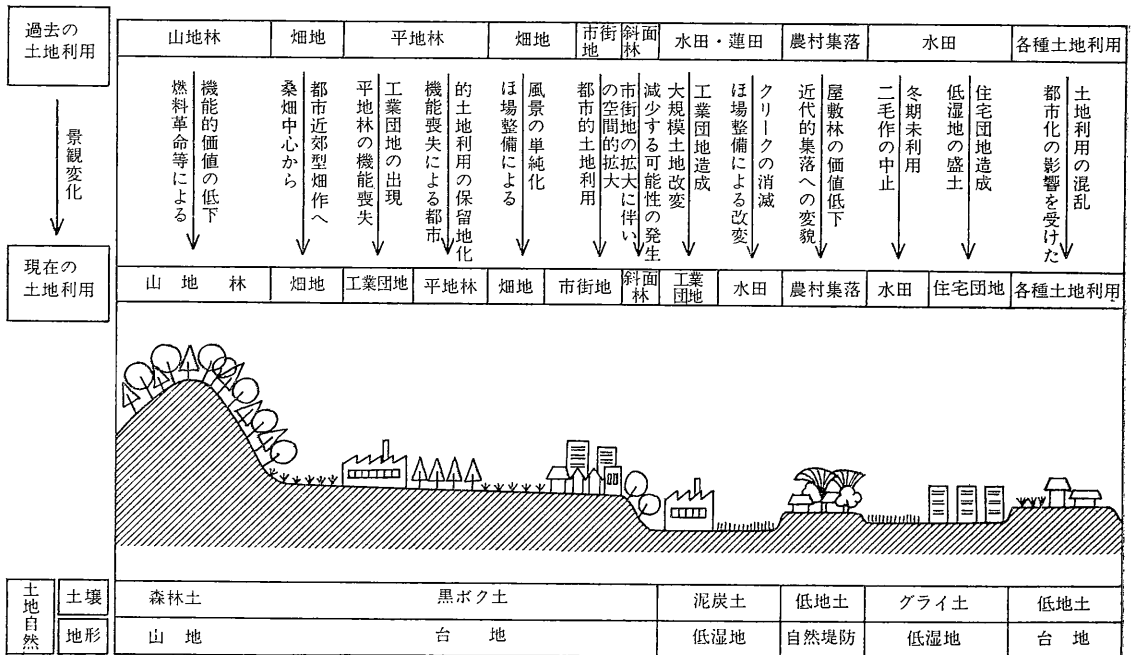 過去の
土地利用
山地林
畑地
平地林
畑地
市街
地
斜面
林
水田・蓮田
農村集落
水田
各種土地利用
景観変化
燃料革命等による
機能的価値の低下
桑畑中心から
都市近郊型畑作へ
平地林の機能喪失
工業団地の出現
機能喪失による都市
的土地利用の保留地化
ほ場整備による
風景の単純化
都市的土地利用
の空間的拡大
市街地の拡大に伴い
減少する可能性の発生
大規模土地改変
工業団地造成
ほ場整備による改変
クリークの消滅
近代的集落への変貌
屋敷林の価値低下
二毛作の中止
冬期未利用
低湿地の盛土
住宅団地造成
都市化の影響を受けた
土地利用の混乱
現在の
土地利用
山地林
畑地
工業団地
平地林
畑地
市街地
斜面
林
工業
団地
水田
農村集落
水田
住宅団地
各種土地利用
土地自然
土壌
森林土
黒ボク土
泥炭土
低地土
グライ土
低地土
地形
山地
台地
低湿地
自然堤防
低湿地
台地